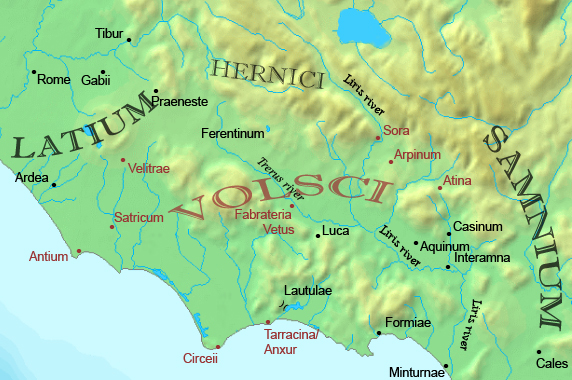 Tibur
HERNICI
Rome
Gabii
Liris river
Praeneste
LATIUM
Ferentinum
Sora
SAMNIUM
Arpinum
Velitrae
Trerus river
Ardea
VOLSCI
Atina
Satricum
Fabrateria
Vetus
Luca
Liris river
Casinum
Aquinum
Interamna
Antium
Lautulae
Liris river
Formiae
Tarracina/
Anxur
Circeii
Minturnae
Cales